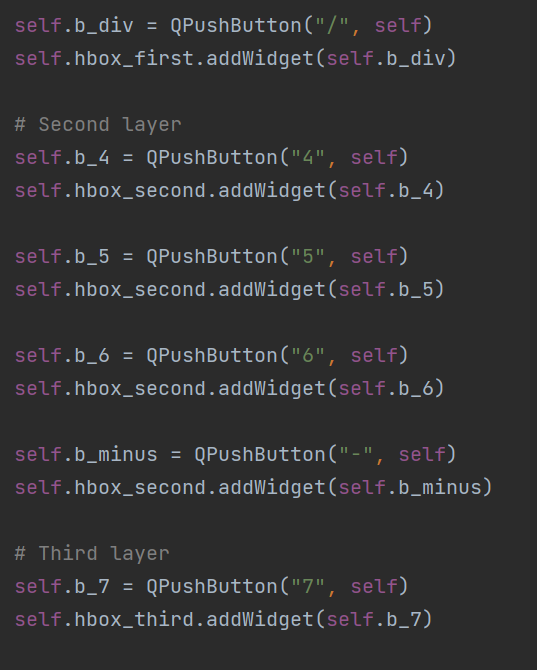 self.b_div = QPushButton("/", self)
self.hbox_first.addWidget(self.b_div)
# Second layer
self.b_4 = QPushButton("4", self)
self.hbox_second.addWidget(self.b_4)
self.b_5 = QPushButton("5", self)
self.hbox_second.addWidget(self.b_5)
self.b_6 = QPushButton("6", self)
self.hbox_second.addWidget(self.b_6)
self.b_minus = QPushButton("-", self)
self.hbox_second.addWidget(self.b_minus)
# Third layer
self.b_7 = QPushButton("7", self)
self.hbox_third.addWidget(self.b_7)